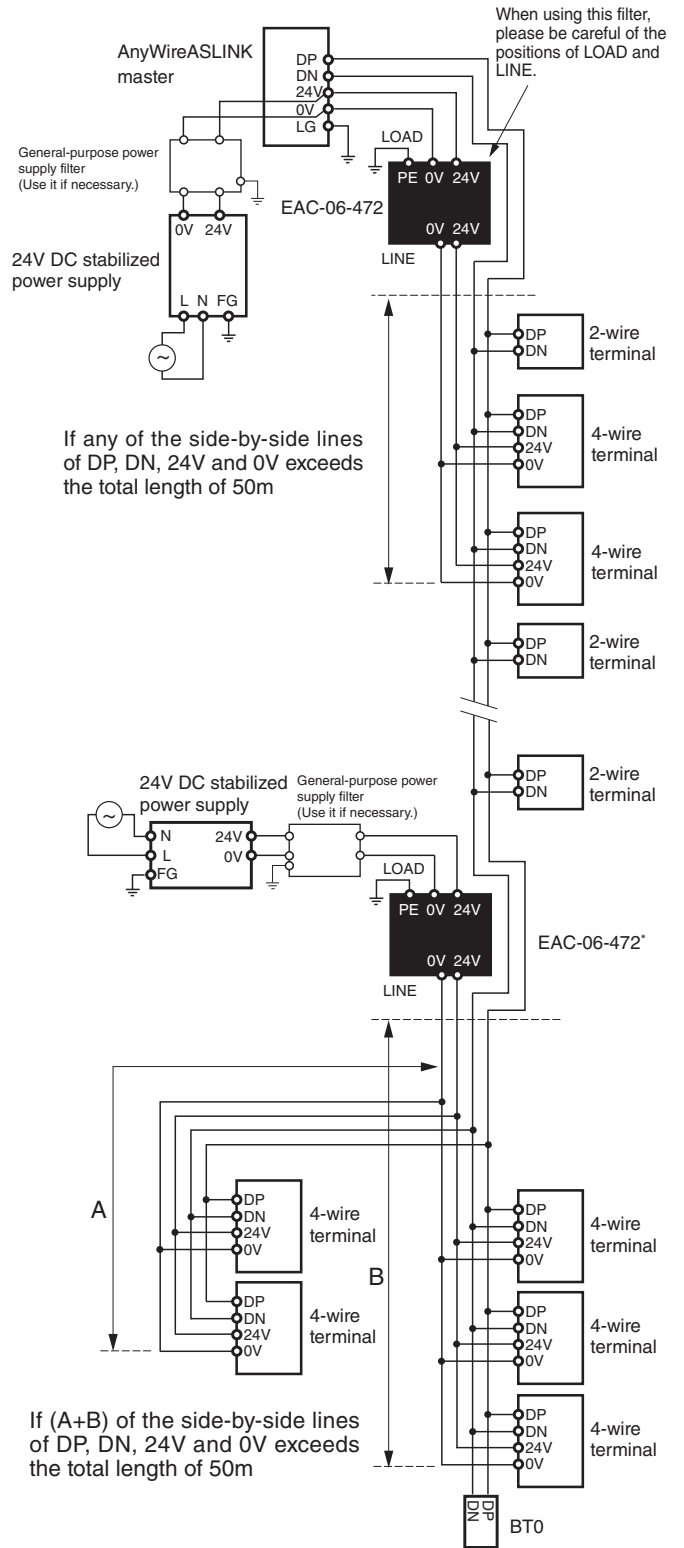 When using this filter,
please be careful of the
positions of LOAD and
LINE.
AnyWireASLINK
master
DP
DN
24V
0V
LG
General-purpose power
supply filter
(Use it if necessary.)
LOAD
PE 0V 24V
EAC-06-472
0V 24V
LINE
0V 24V
24V DC stabilized
power supply
L N FG
~
DP
DN
2-wire
terminal
If any of the side-by-side lines
of DP, DN, 24V and 0V exceeds
the total length of 50m
DP
DN
24V
0V
4-wire
terminal
DP
DN
24V
0V
4-wire
terminal
DP
DN
2-wire
terminal
DP
DN
2-wire
terminal
24V DC stabilized
power supply
General-purpose power
supply filter
(Use it if necessary.)
~
N
L
FG
24V
0V
LOAD
PE 0V 24V
EAC-06-472*
0V 24V
LINE
A
B
DP
DN
24V
0V
4-wire
terminal
DP
DN
24V
0V
4-wire
terminal
DP
DN
24V
0V
4-wire
terminal
DP
DN
24V
0V
4-wire
terminal
DP
DN
24V
0V
4-wire
terminal
If (A+B) of the side-by-side lines
of DP, DN, 24V and 0V exceeds
the total length of 50m
DP
DN
BT0